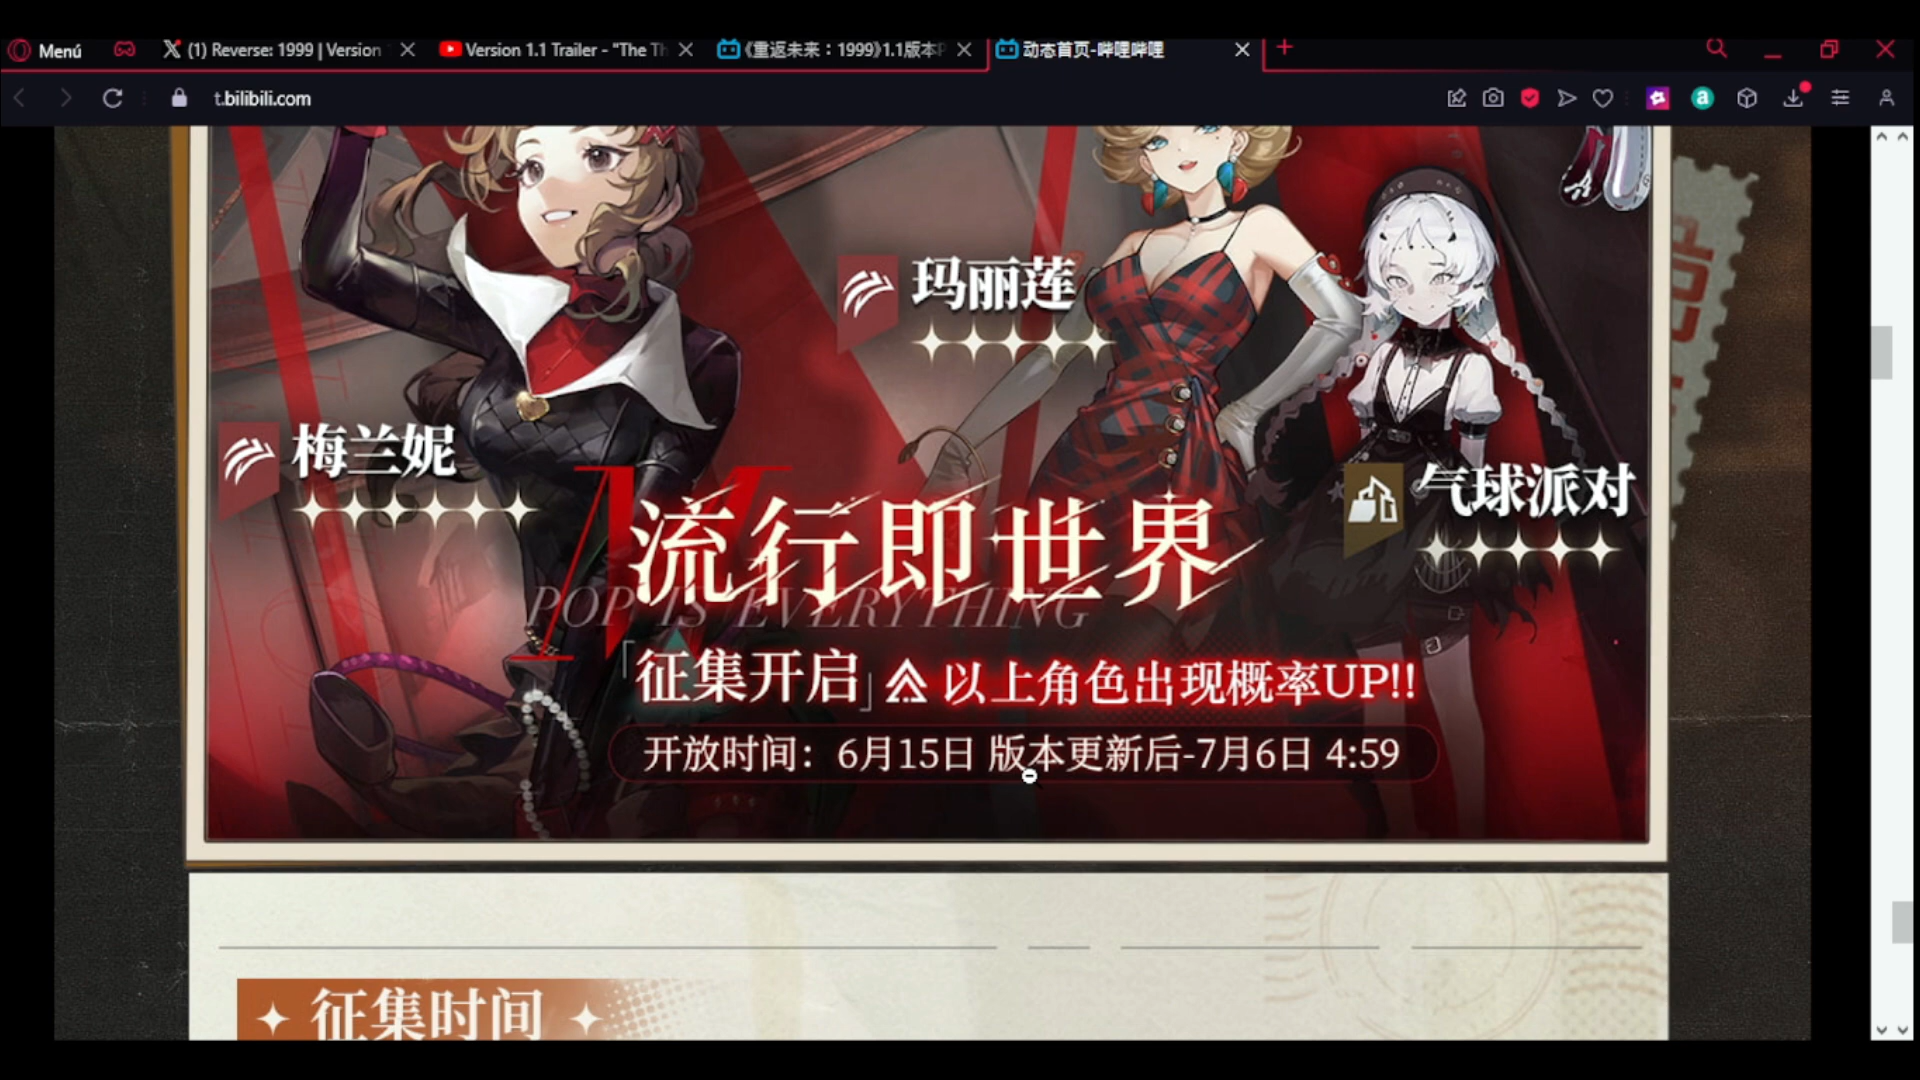 Menú
(1) Reverse: 1999 | Version
Version 1.1 Trailer - "The Th
《重返未来：1999》1.1版本P
动态首页-哔哩哔哩
t.bilibili.com
玛丽莲
梅兰妮
气球派对
流行即世界
POP IS EVERYTHING
「征集开启」以上角色出现概率UP!!
开放时间：6月15日 版本更新后-7月6日 4:59
征集时间